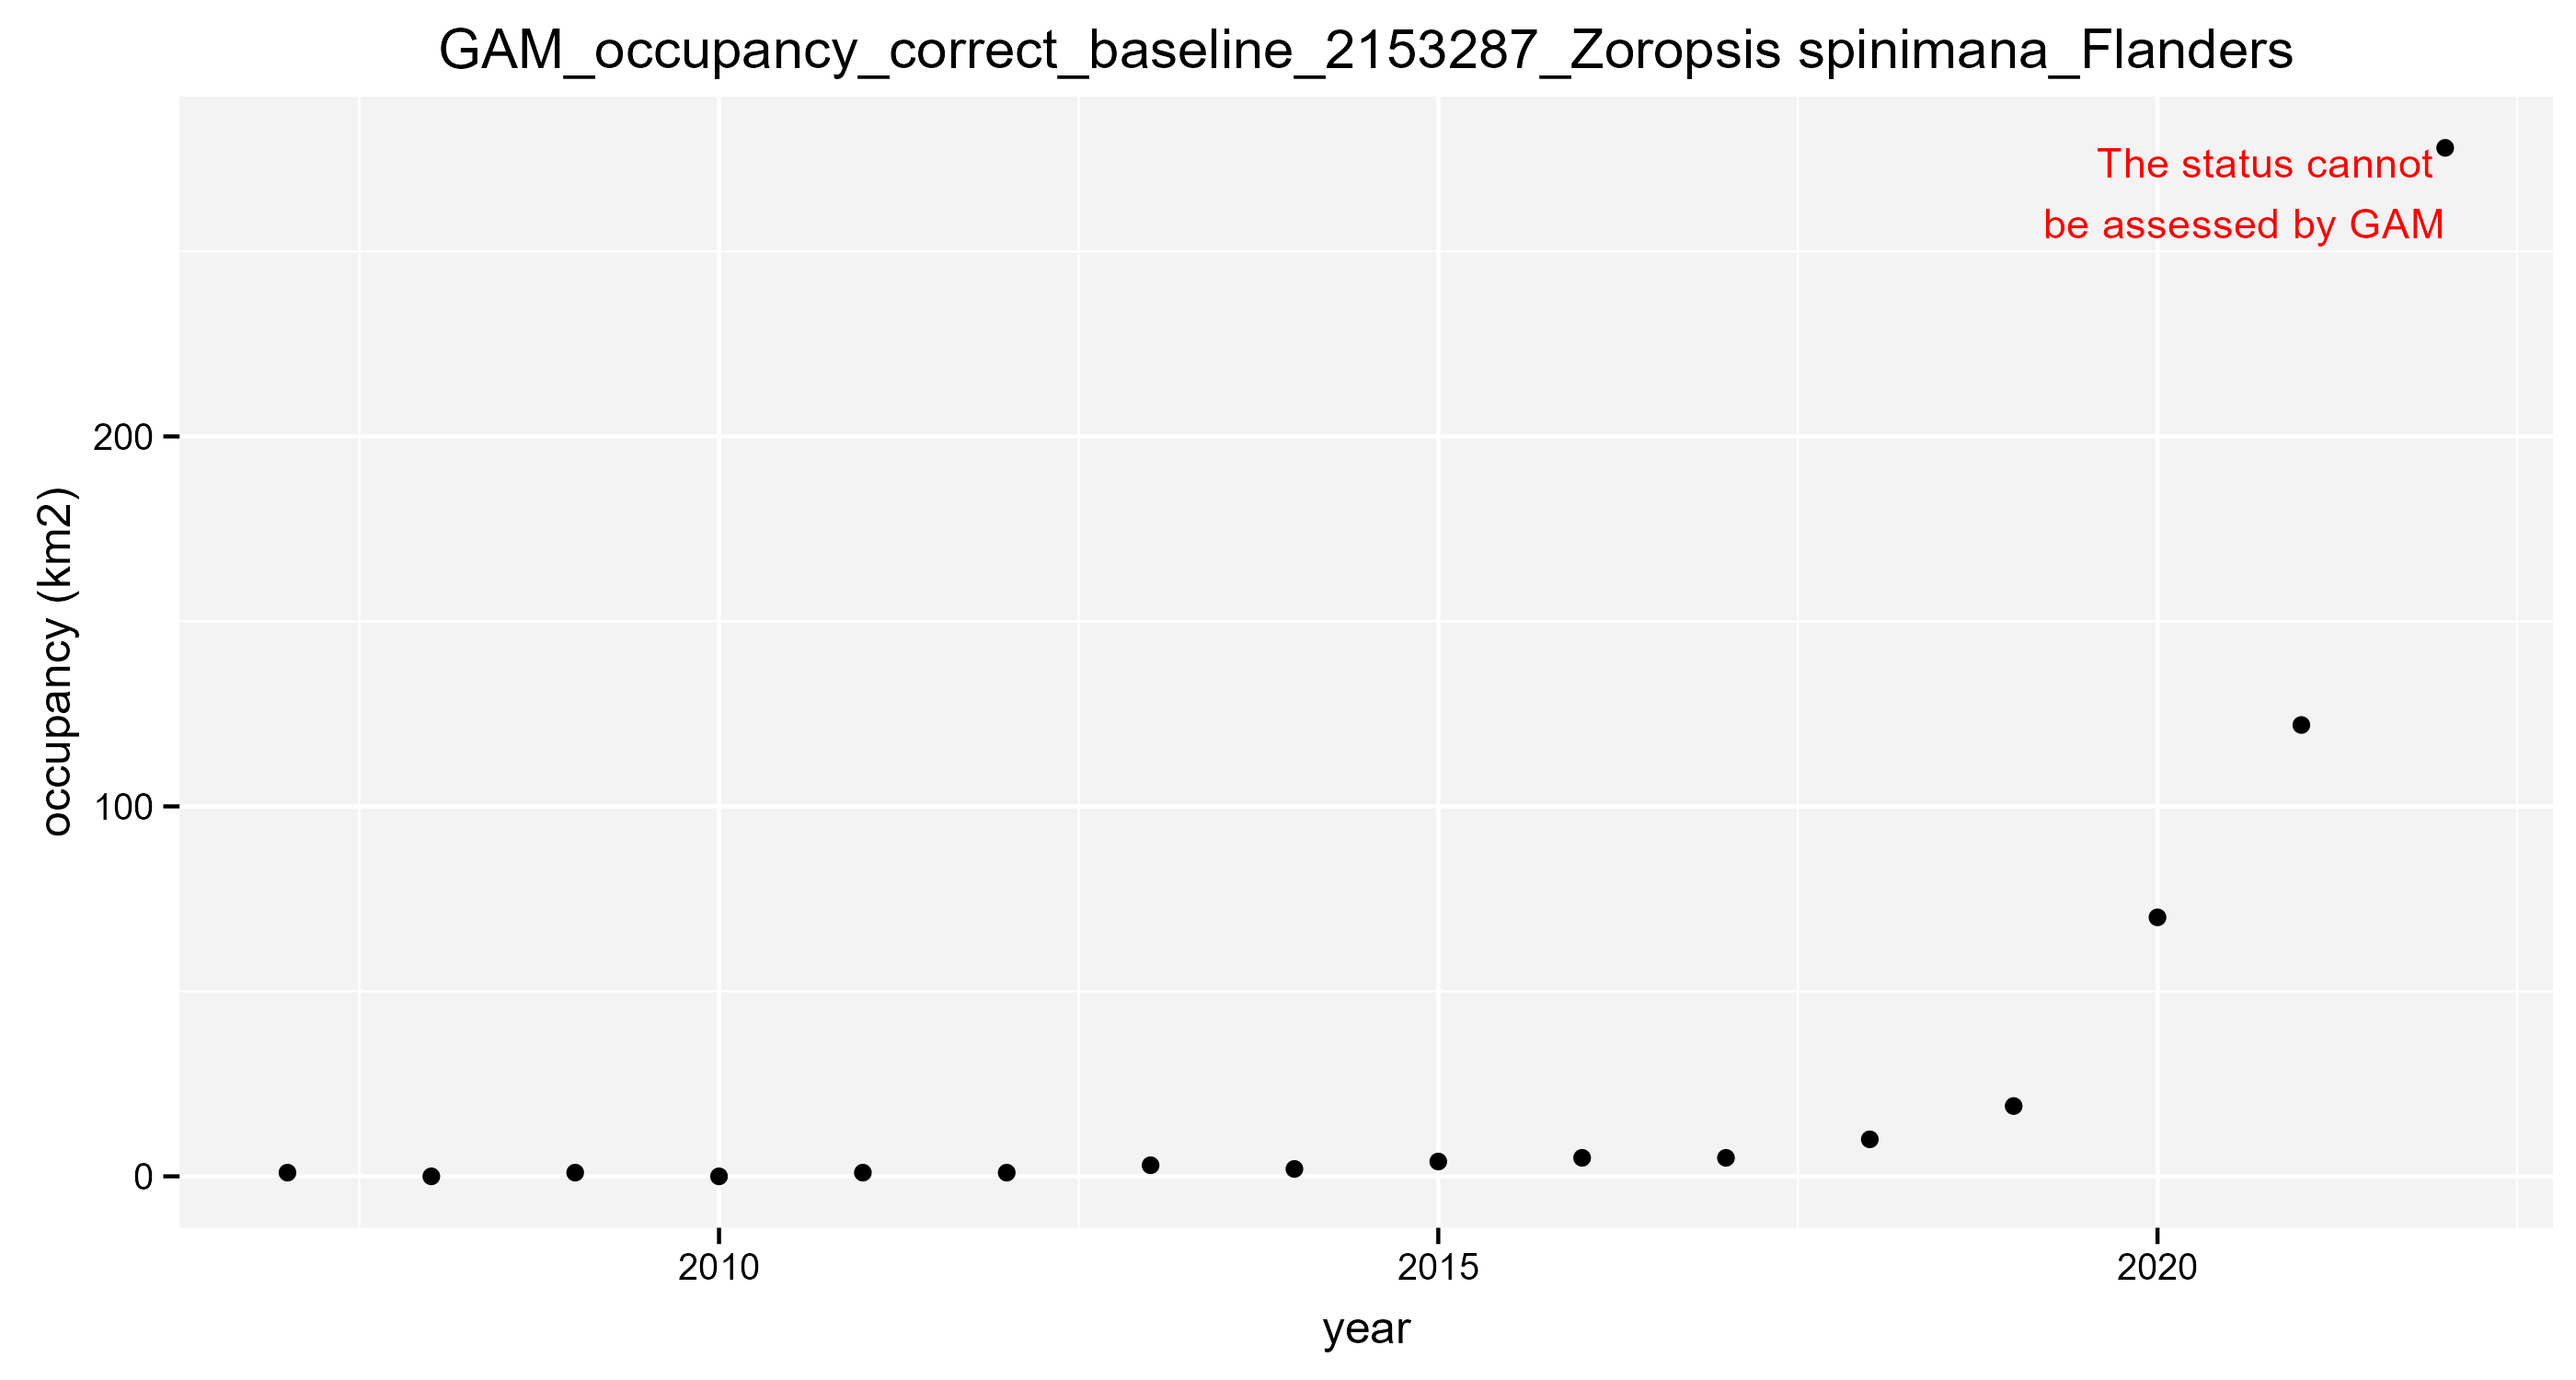 GAM_occupancy_correct_baseline_2153287_Zoropsis spinimana_Flanders
The status cannot
be assessed by GAM
occupancy (km2)
200
100
0
2010
2015
2020
year